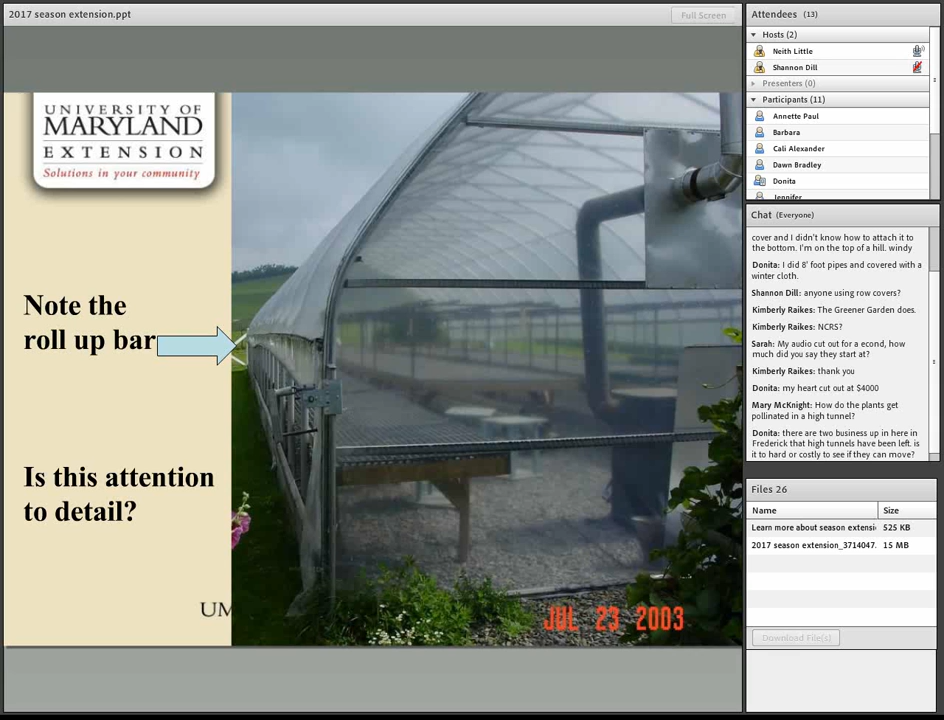 2017 season extension.ppt
Full Screen
UNIVERSITY OF
MARYLAND
EXTENSION
Solutions in your community
Note the
roll up bar
Is this attention
to detail?
UM
JUL 23 2003
Attendees (13)
Hosts (2)
Neith Little
Shannon Dill
Presenters (0)
Participants (11)
Annette Paul
Barbara
Cali Alexander
Dawn Bradley
Donita
Jennifer
Chat (Everyone)
cover and I didn't know how to attach it to
the bottom. I'm on the top of a hill. windy
Donita: I did 8' foot pipes and covered with a
winter cloth.
Shannon Dill: anyone using row covers?
Kimberly Raikes: The Greener Garden does.
Kimberly Raikes: NCRS?
Sarah: My audio cut out for a econd, how
much did you say they start at?
Kimberly Raikes: thank you
Donita: my heart cut out at $4000
Mary McKnight: How do the plants get
pollinated in a high tunnel?
Donita: there are two business up in here in
Frederick that high tunnels have been left. is
it to hard or costly to see if they can move?
Files 26
Name Size
Learn more about season extensi 525 KB
2017 season extension_3714047. 15 MB
Download File(s)